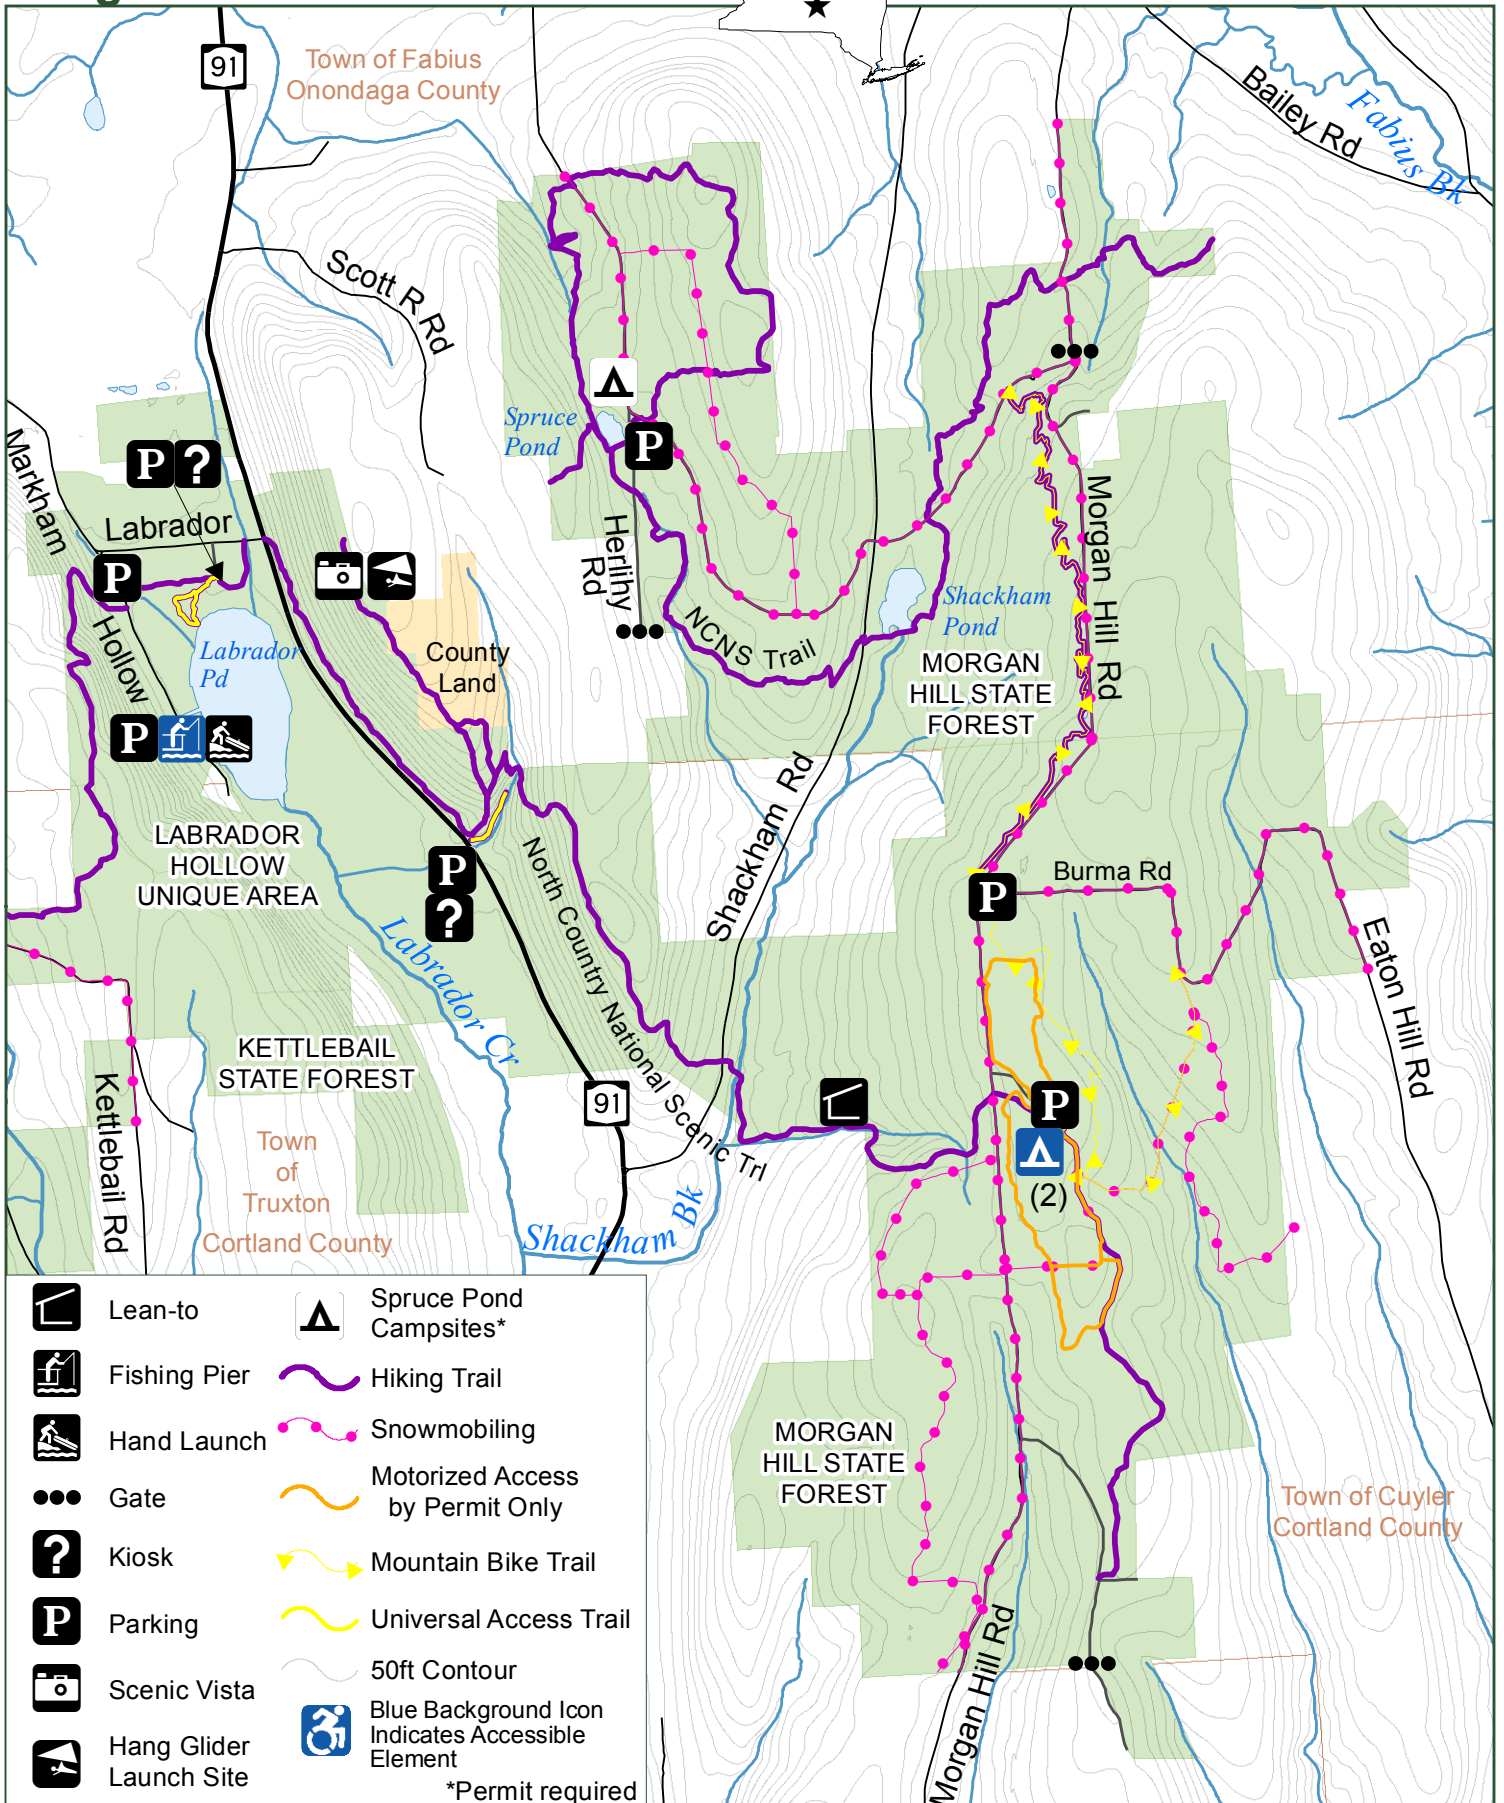 91
Town of Fabius
Onondaga County
Bailey Rd
Fabius Bk
Scott R Rd
Spruce
Pond
P
Markham
P ?
Labrador
P
Hollow
Labrador
Pd
P
County
Land
Herlihy
Rd
NCNS Trail
Shackham
Pond
Morgan Hill Rd
MORGAN
HILL STATE
FOREST
LABRADOR
HOLLOW
UNIQUE AREA
P
?
North Country National Scenic Trl
Shackham Rd
P
Burma Rd
Eaton Hill Rd
Labrador Cr
KETTLEBAIL
STATE FOREST
Kettlebail Rd
91
P
(2)
Town
of
Truxton
Cortland County
Shackham Bk
MORGAN
HILL STATE
FOREST
Town of Cuyler
Cortland County
Morgan Hill Rd
Lean-to
Fishing Pier
Hand Launch
Gate
?
Kiosk
P
Parking
Scenic Vista
Hang Glider
Launch Site
Spruce Pond
Campsites*
Hiking Trail
Snowmobiling
Motorized Access
by Permit Only
Mountain Bike Trail
Universal Access Trail
50ft Contour
Blue Background Icon
Indicates Accessible
Element
*Permit required